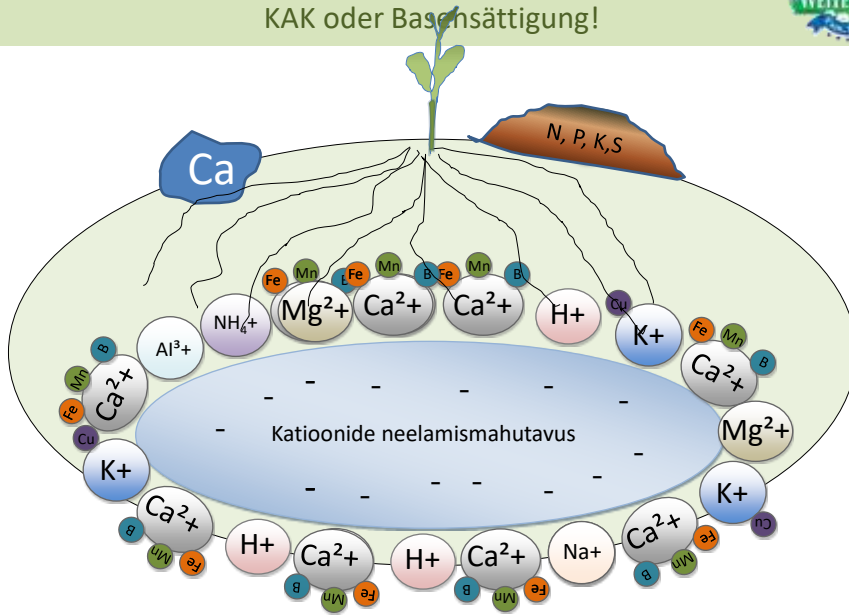 KAK oder Basensättigung!
Ca
N, P, K,S
Fe
Mn
B
Fe
Mn
B
Fe
Mn
B
Mg²+
Ca²+
Ca²+
H+
Cu
K+
NH₄+
Al³+
Fe
Mn
B
Ca²+
B
Mn
Fe
Ca²+
Cu
K+
Mg²+
K+
Cu
Katioonide neelamismahutavus
Ca²+
B
Mn
Fe
H+
Ca²+
B
Mn
Fe
H+
Ca²+
B
Mn
Fe
Na+
Ca²+
B
Mn
Fe